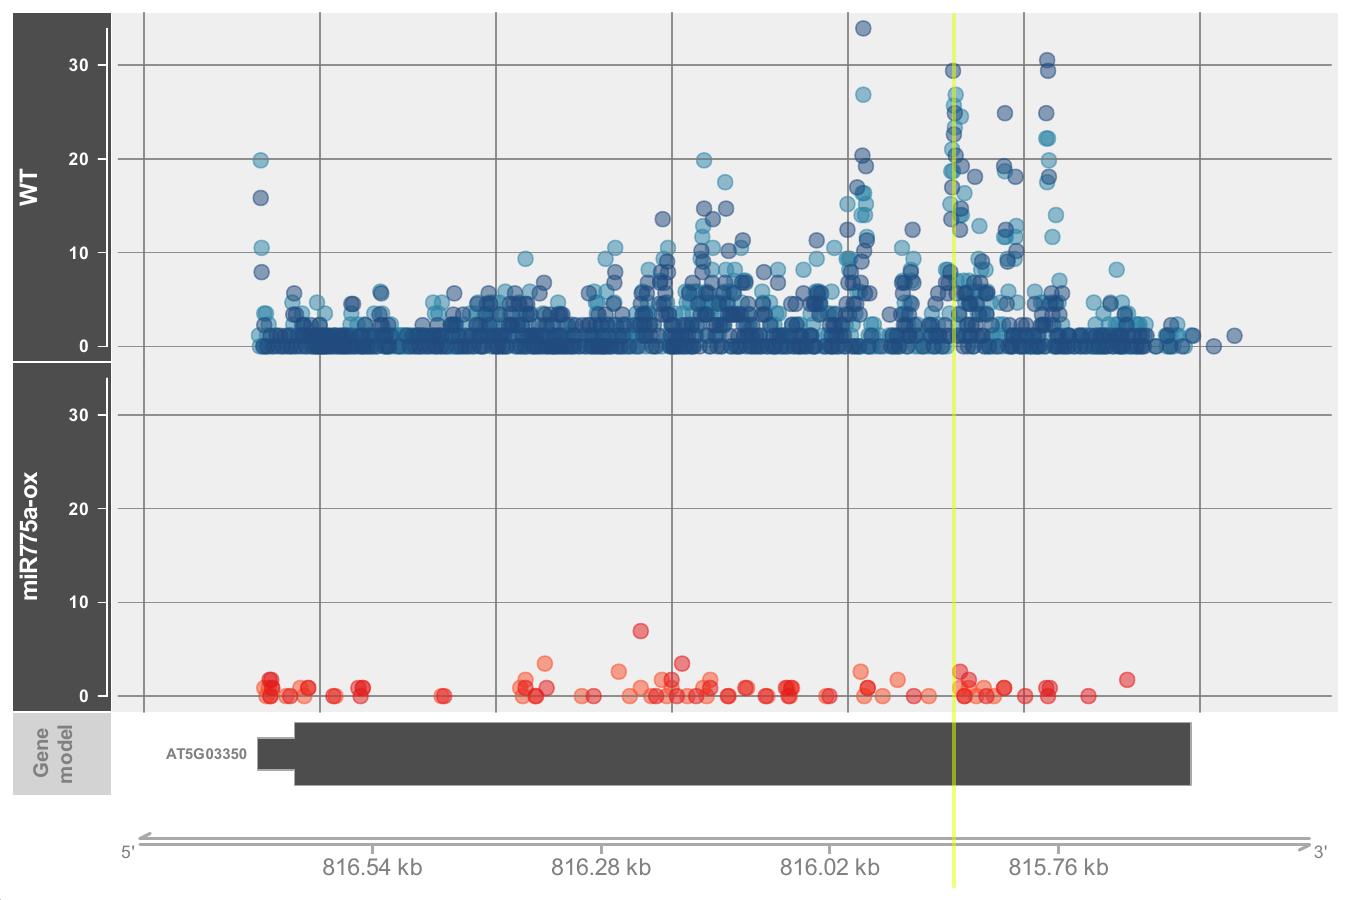 30
20
10
0
WT
30
20
10
0
miR775a-ox
Gene
model
AT5G03350
5'
3'
816.54 kb
816.28 kb
816.02 kb
815.76 kb